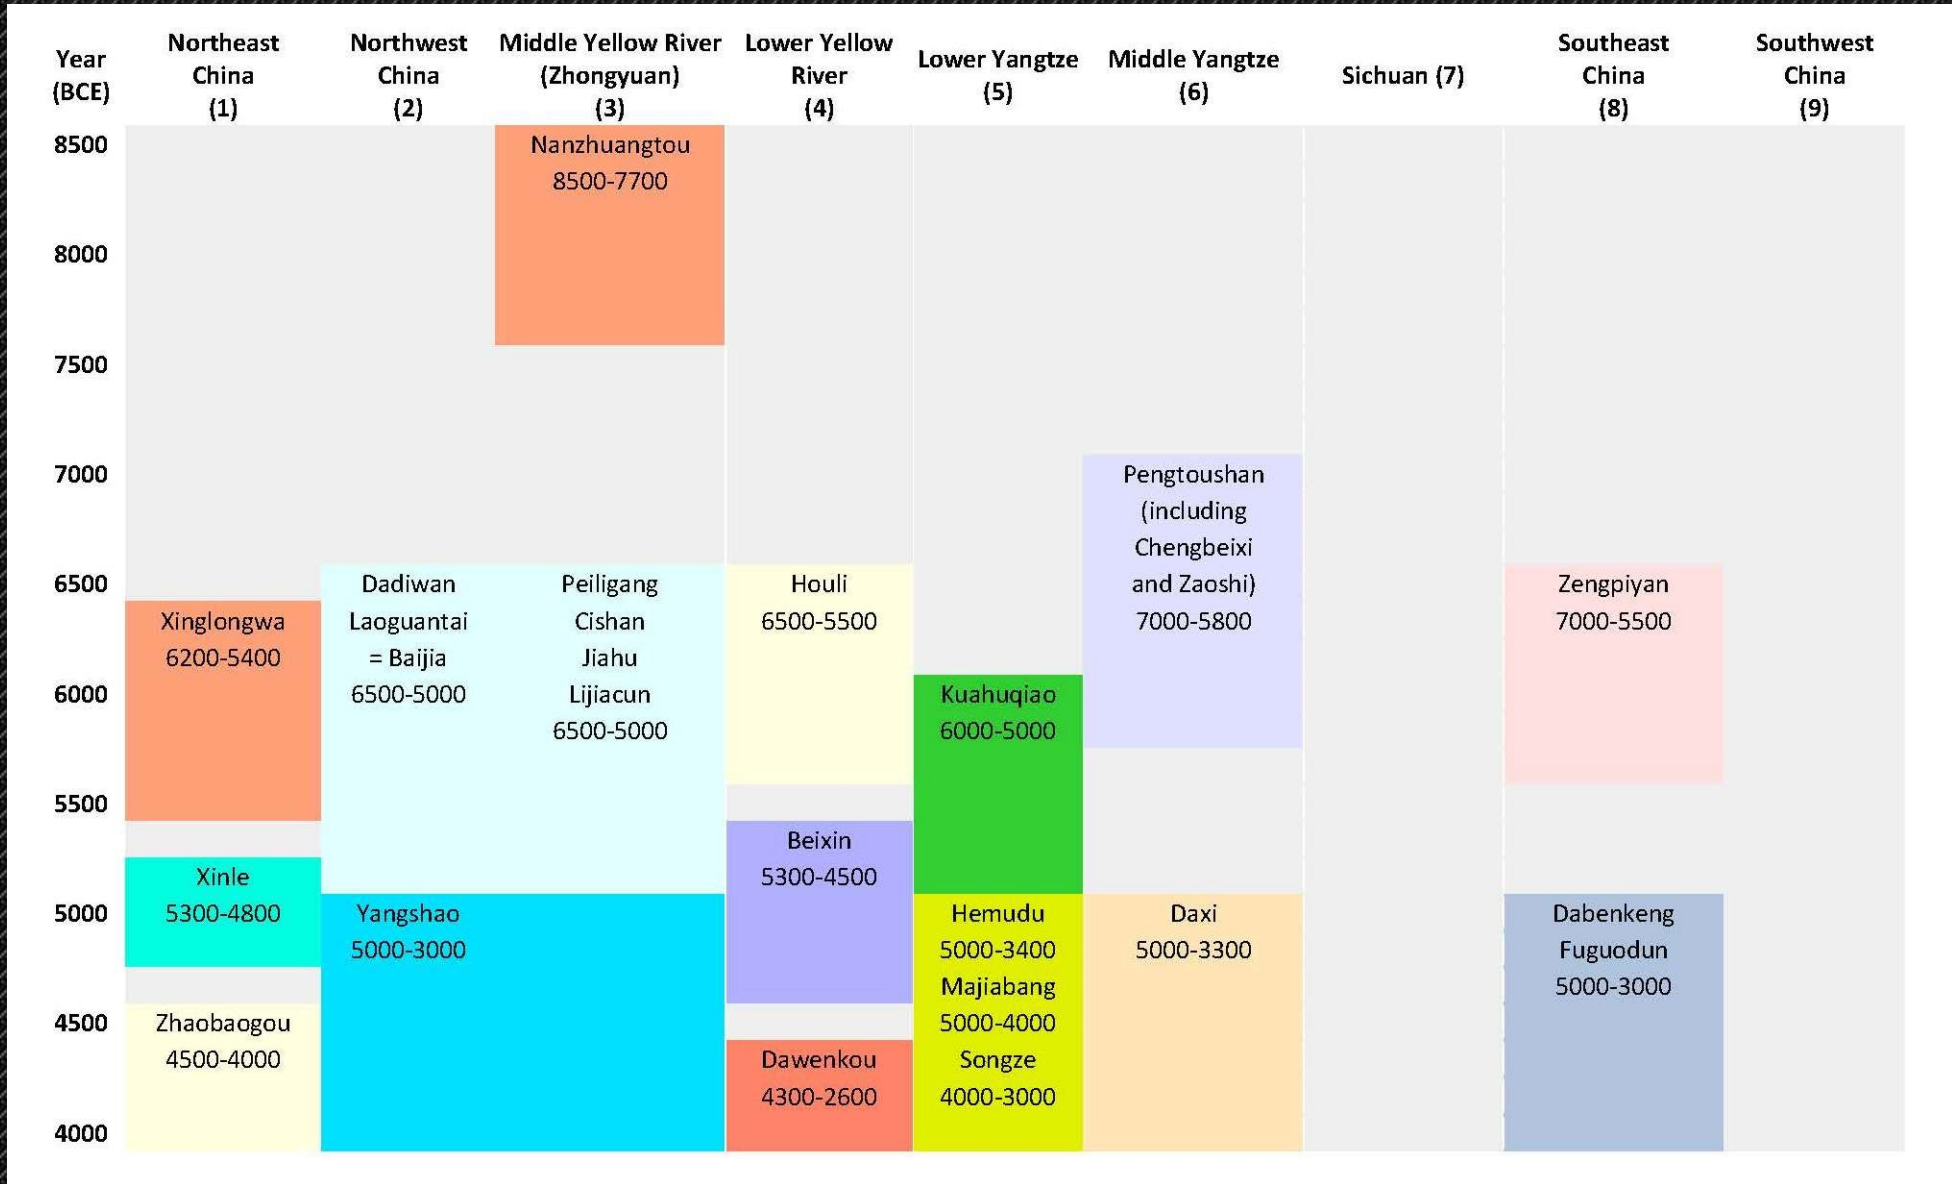 Year
(BCE)
Northeast
China
(1)
Northwest
China
(2)
Middle Yellow River
(Zhongyuan)
(3)
Lower Yellow
River
(4)
Lower Yangtze
(5)
Middle Yangtze
(6)
Sichuan (7)
Southeast
China
(8)
Southwest
China
(9)
8500
8000
7500
7000
6500
6000
5500
5000
4500
4000
Xinglongwa
6200-5400
Xinle
5300-4800
Zhaobaogou
4500-4000
Dadiwan
Laoguantai
= Baijia
6500-5000
Yangshao
5000-3000
Nanzhuangtou
8500-7700
Peiligang
Cishan
Jiahu
Lijiacun
6500-5000
Houli
6500-5500
Beixin
5300-4500
Dawenkou
4300-2600
Kuahuqiao
6000-5000
Hemudu
5000-3400
Majiabang
5000-4000
Songze
4000-3000
Pengtoushan
(including
Chengbeixi
and Zaoshi)
7000-5800
Daxi
5000-3300
Zengpiyan
7000-5500
Dabenkeng
Fuguodun
5000-3000